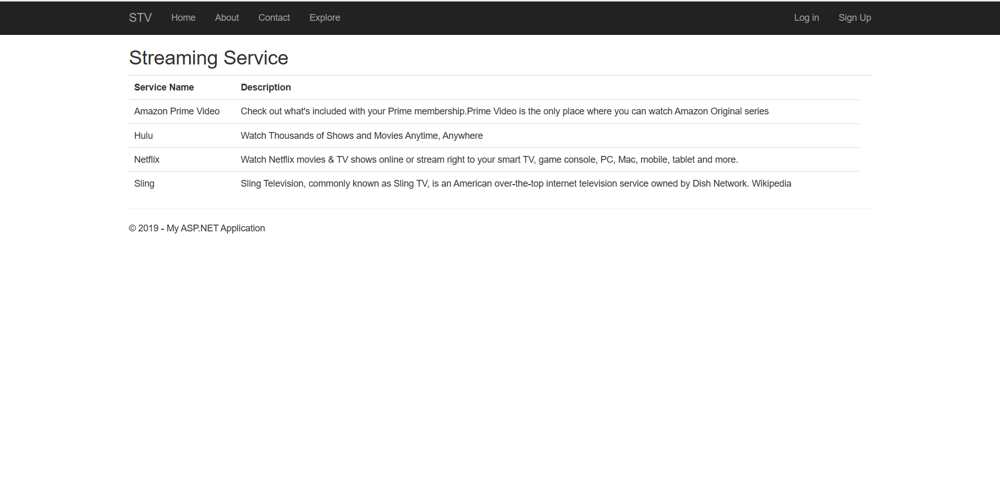 STV Home About Contact Explore Log in Sign Up
Streaming Service
Service Name Description
Amazon Prime Video Check out what's included with your Prime membership.Prime Video is the only place where you can watch Amazon Original series
Hulu Watch Thousands of Shows and Movies Anytime, Anywhere
Netflix Watch Netflix movies & TV shows online or stream right to your smart TV, game console, PC, Mac, mobile, tablet and more.
Sling Sling Television, commonly known as Sling TV, is an American over-the-top internet television service owned by Dish Network. Wikipedia
© 2019 - My ASP.NET Application